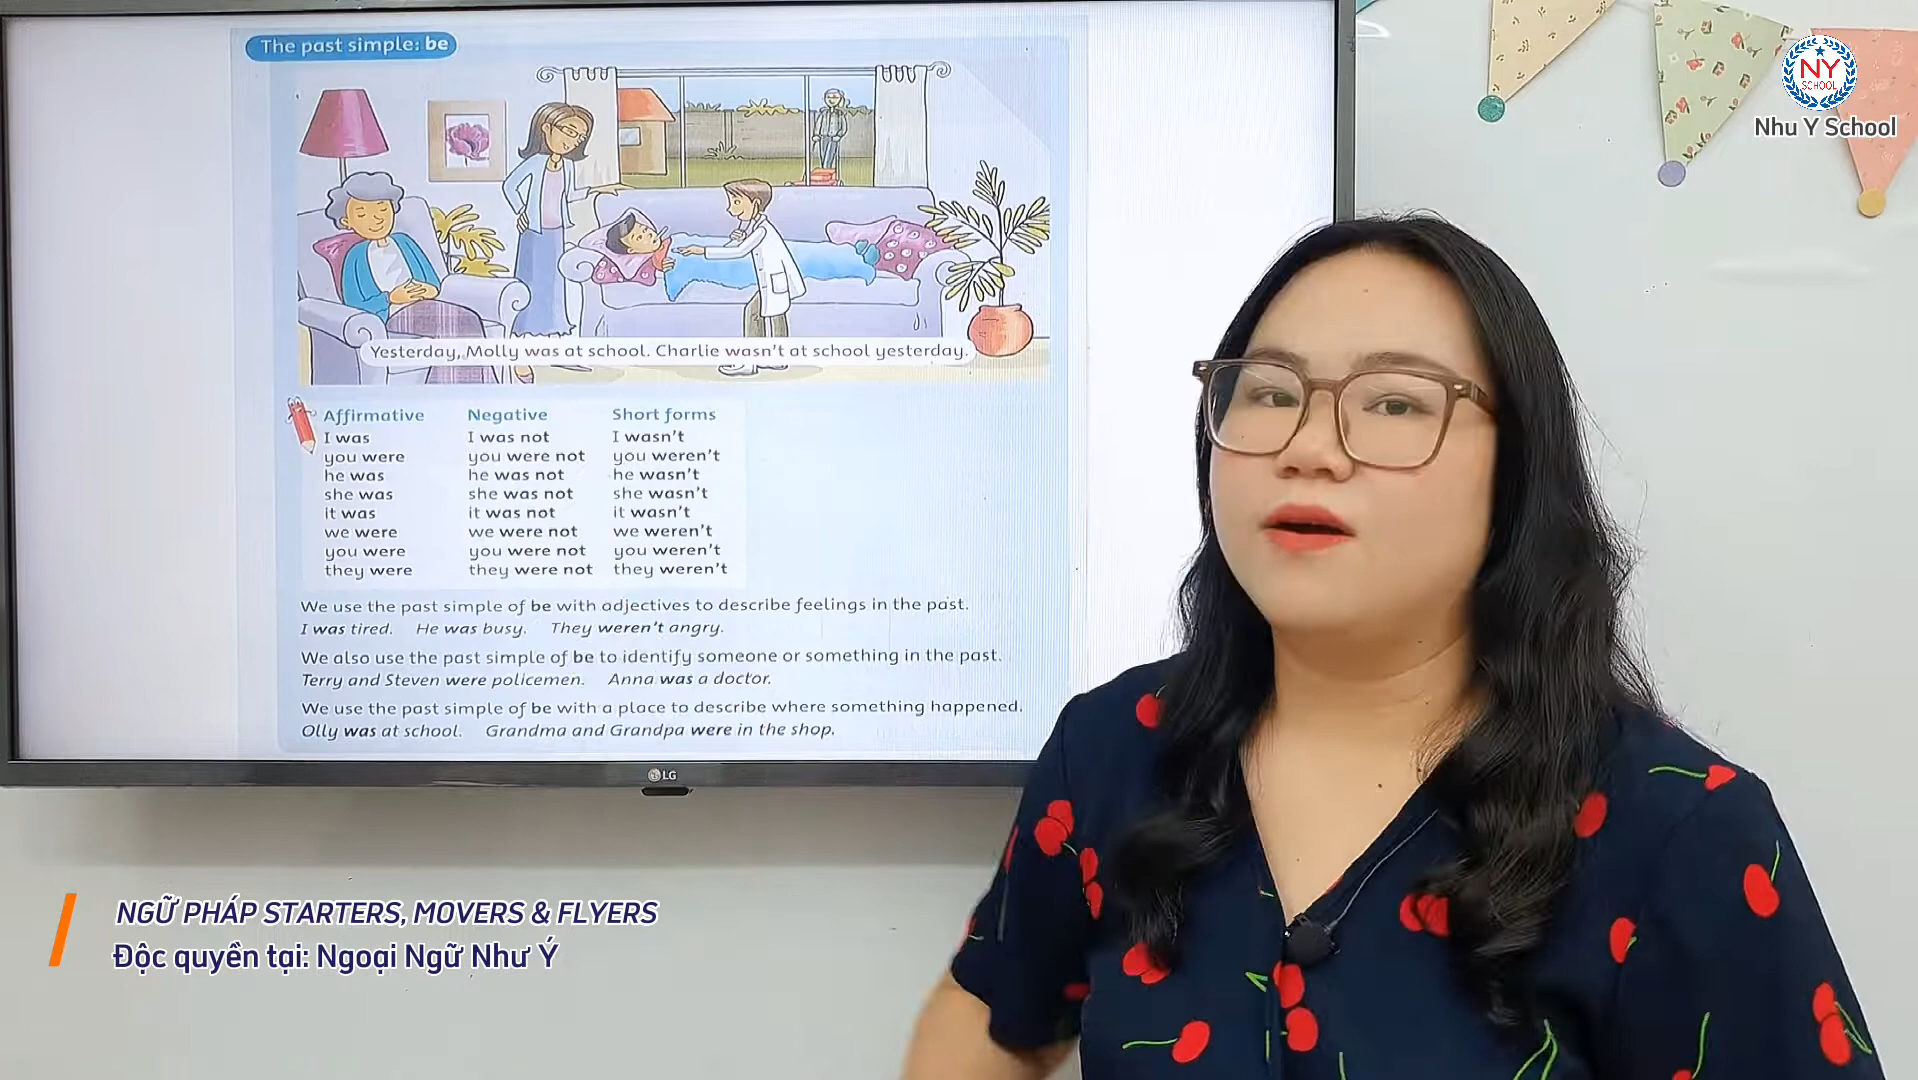 The past simple: be
Yesterday, Molly was at school. Charlie wasn't at school yesterday.
Affirmative Negative Short forms
I was I was not I wasn't
you were you were not you weren't
he was he was not he wasn't
she was she was not she wasn't
it was it was not it wasn't
we were we were not we weren't
you were you were not you weren't
they were they were not they weren't
We use the past simple of be with adjectives to describe feelings in the past.
I was tired. He was busy. They weren't angry.
We also use the past simple of be to identify someone or something in the past.
Terry and Steven were policemen. Anna was a doctor.
We use the past simple of be with a place to describe where something happened.
Olly was at school. Grandma and Grandpa were in the shop.
LG
NY
SCHOOL
Nhu Y School
NGỮ PHÁP STARTERS, MOVERS & FLYERS
Độc quyền tại: Ngoại Ngữ Như Ý